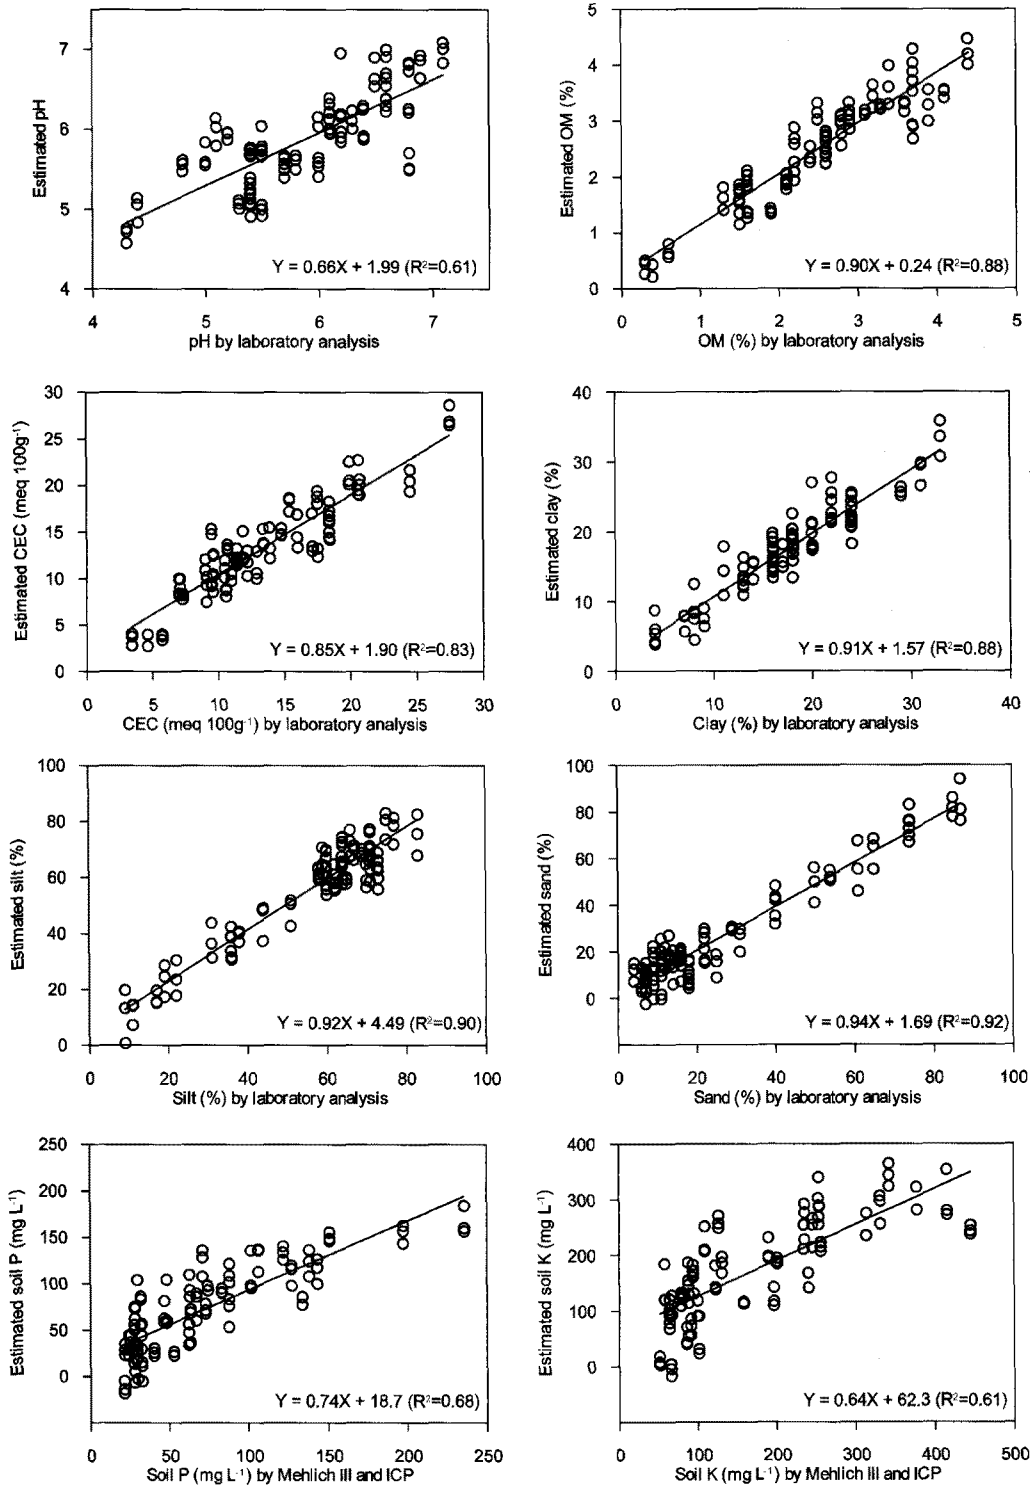 7
6
5
4
Estimated pH
Y = 0.66X + 1.99 (R²=0.61)
4 5 6 7
pH by laboratory analysis
5
4
3
2
1
0
Estimated OM (%)
Y = 0.90X + 0.24 (R²=0.88)
0 1 2 3 4 5
OM (%) by laboratory analysis
30
25
20
15
10
5
0
Estimated CEC (meq 100g⁻¹)
Y = 0.85X + 1.90 (R²=0.83)
0 5 10 15 20 25 30
CEC (meq 100g⁻¹) by laboratory analysis
40
30
20
10
0
Estimated clay (%)
Y = 0.91X + 1.57 (R²=0.88)
0 10 20 30 40
Clay (%) by laboratory analysis
100
80
60
40
20
0
Estimated silt (%)
Y = 0.92X + 4.49 (R²=0.90)
0 20 40 60 80 100
Silt (%) by laboratory analysis
100
80
60
40
20
0
Estimated sand (%)
Y = 0.94X + 1.69 (R²=0.92)
0 20 40 60 80 100
Sand (%) by laboratory analysis
250
200
150
100
50
0
Estimated soil P (mg L⁻¹)
Y = 0.74X + 18.7 (R²=0.68)
0 50 100 150 200 250
Soil P (mg L⁻¹) by Mehlich III and ICP
400
300
200
100
0
Estimated soil K (mg L⁻¹)
Y = 0.64X + 62.3 (R²=0.61)
0 100 200 300 400 500
Soil K (mg L⁻¹) by Mehlich III and ICP